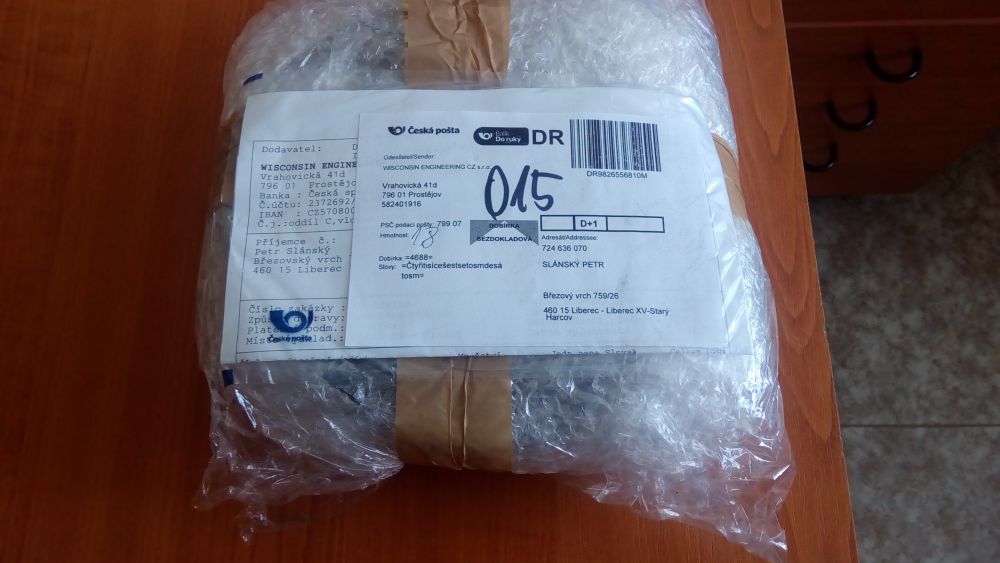 Česká pošta
Balík
Do ruky
DR
Odesílatel/Sender:
WISCONSIN ENGINEERING CZ s.r.o.
DR9826556810M
Vrahovická 41d
796 01 Prostějov
582401916
015
PSČ podací pošty: 799 07
Hmotnost:
DOBÍRKA
BEZDOKLADOVÁ
D+1
Adresát/Addressee:
724 636 070
Dobírka: =4688=
Slovy: =Čtyřitisícešestsetosmdesá
tosm=
SLÁNSKÝ PETR
Březový vrch 759/26
460 15 Liberec - Liberec XV-Starý
Harcov
Dodavatel: D
WISCONSIN ENGINE
Vrahovická 41d
796 01 Prostějo
Banka : Česká sp
Č.účtu: 2372692/
IBAN : CZ570800
Č.j.:oddíl C,vlo
Příjemce č.:
Petr Slánský
Březovský vrch
460 15 Liberec
Číslo zakázky :
Česká pošta